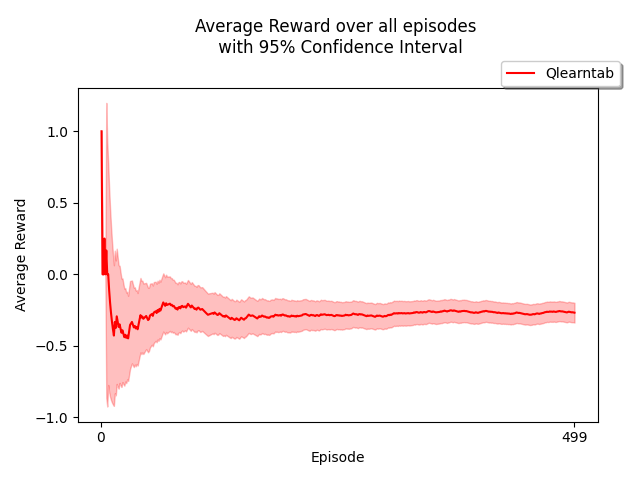 Average Reward over all episodes
with 95% Confidence Interval
Qlearntab
1.0
0.5
0.0
−0.5
−1.0
Average Reward
0
499
Episode